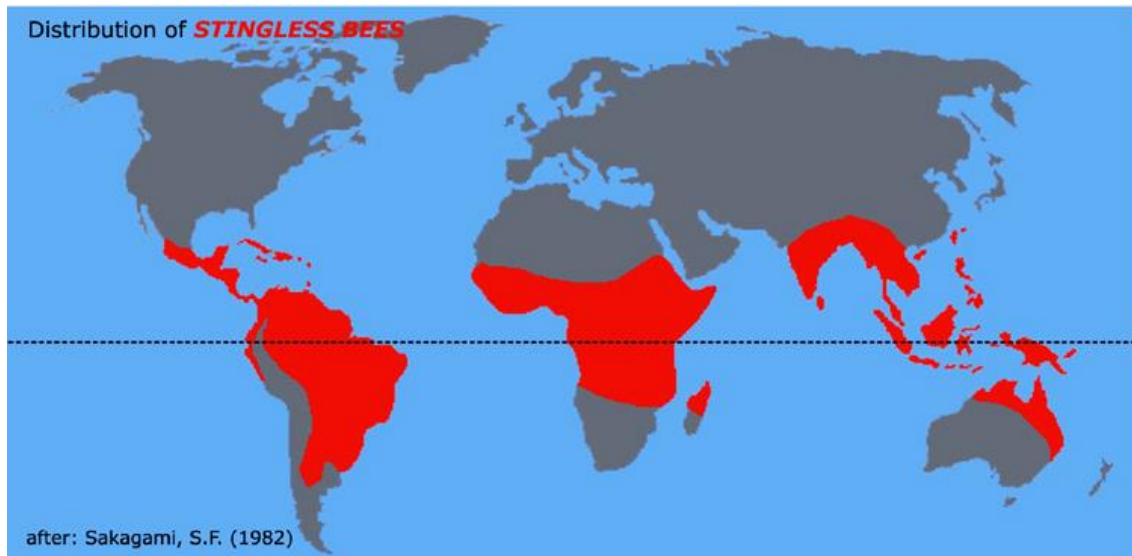 Distribution of STINGLESS BEES
after: Sakagami, S.F. (1982)